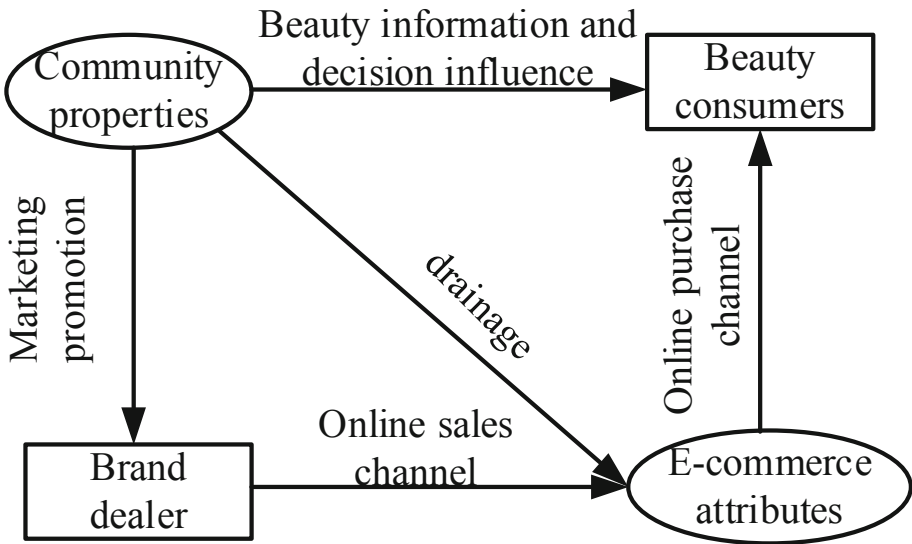 Beauty information and
decision influence
Community
properties
Beauty
consumers
Marketing
promotion
drainage
Online purchase
channel
Online sales
channel
Brand
dealer
E-commerce
attributes